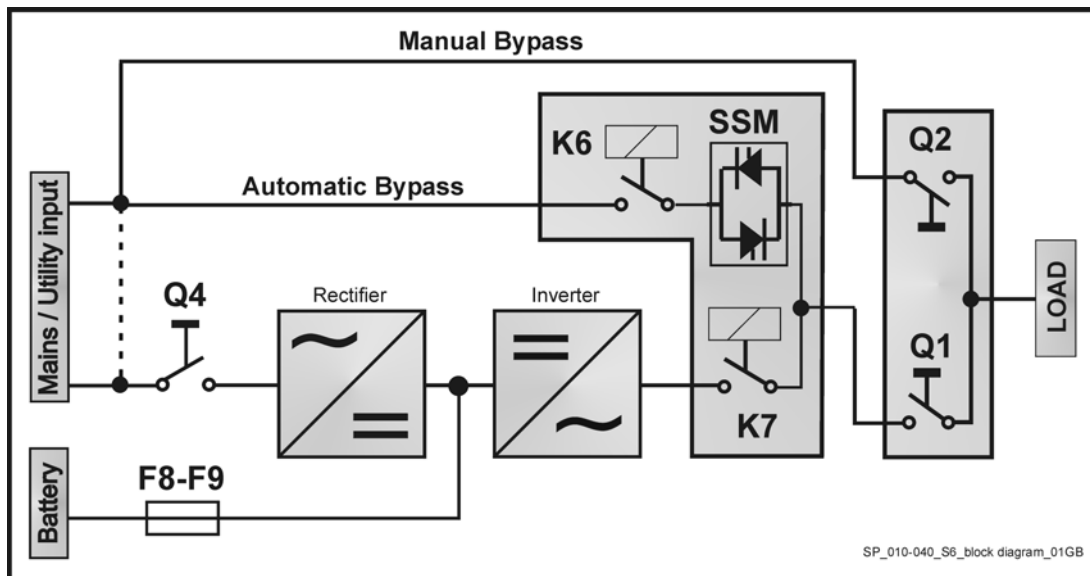 Manual Bypass
K6
SSM
Q2
Automatic Bypass
Mains / Utility input
Q4
Rectifier
Inverter
LOAD
Q1
K7
F8-F9
Battery
SP_010-040_S6_block diagram_01GB